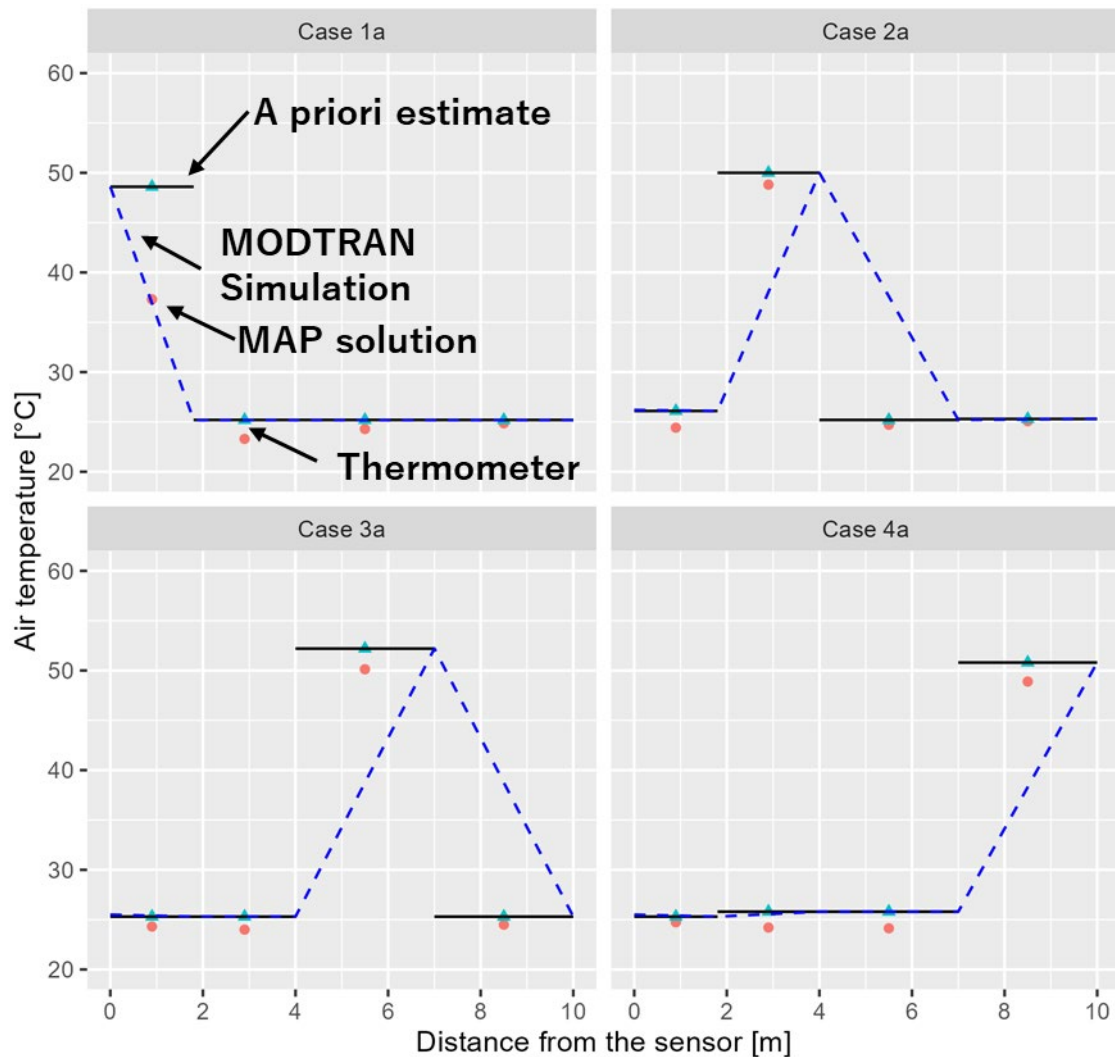 Case 1a
Case 2a
60
50
40
30
20
A priori estimate
MODTRAN
Simulation
MAP solution
Thermometer
Air temperature [°C]
Case 3a
Case 4a
60
50
40
30
20
0 2 4 6 8 10
0 2 4 6 8 10
Distance from the sensor [m]